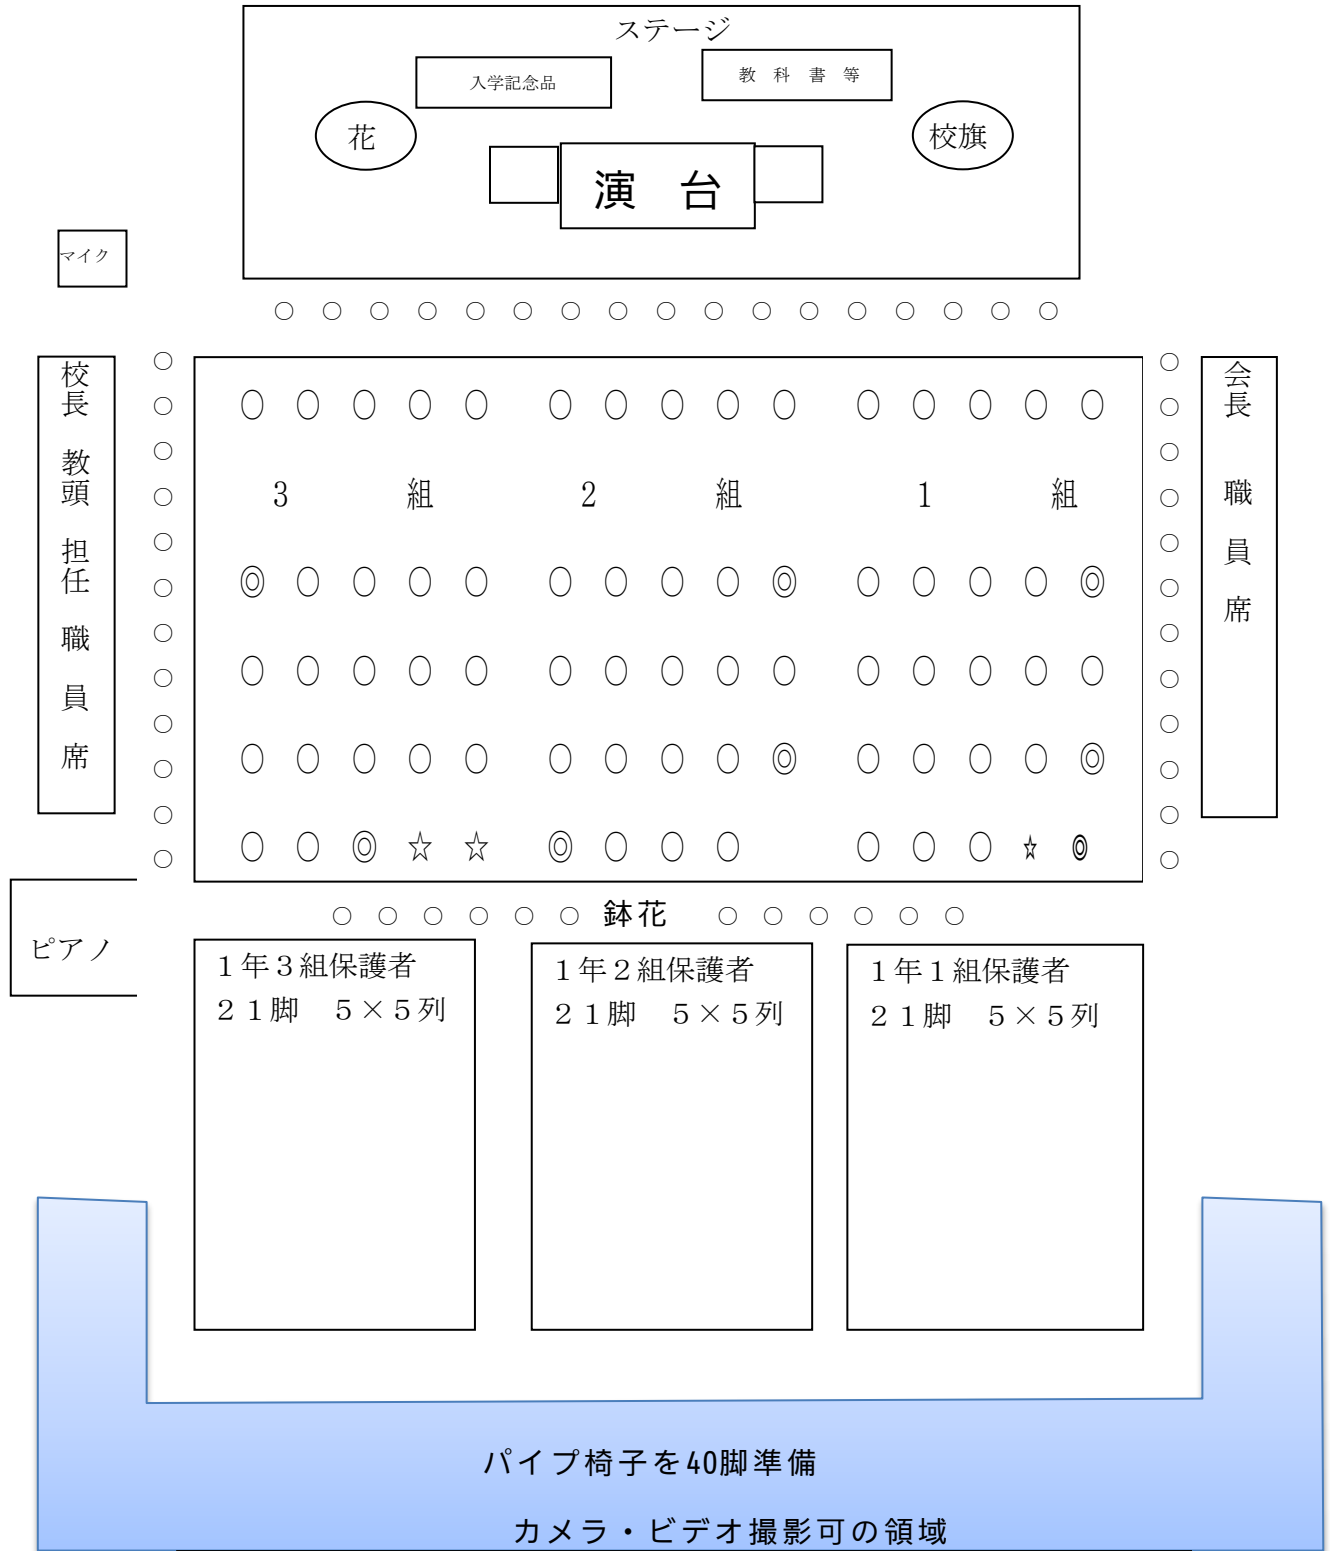 ステージ
入学記念品
教　科　書　等
花
校旗
演　台
マイク
○ ○ ○ ○ ○ ○ ○ ○ ○ ○ ○ ○ ○ ○ ○ ○ ○
校長　教頭　担任　職　員　席
会長　　職　員　席
○ ○ ○ ○ ○　○ ○ ○ ○ ○　○ ○ ○ ○ ○
3　組　2　組　1　組
◎ ○ ○ ○ ○　○ ○ ○ ○ ◎　○ ○ ○ ○ ◎
○ ○ ○ ○ ○　○ ○ ○ ○ ○　○ ○ ○ ○ ○
○ ○ ○ ○ ○　○ ○ ○ ○ ◎　○ ○ ○ ○ ◎
○ ○ ◎ ☆ ☆　◎ ○ ○ ○　○ ○ ○ ☆ ◎
○ ○ ○ ○ ○ ○ 鉢花　○ ○ ○ ○ ○ ○
ピアノ
１年３組保護者
２１脚　５×５列
１年２組保護者
２１脚　５×５列
１年１組保護者
２１脚　５×５列
パイプ椅子を40脚準備
カメラ・ビデオ撮影可の領域